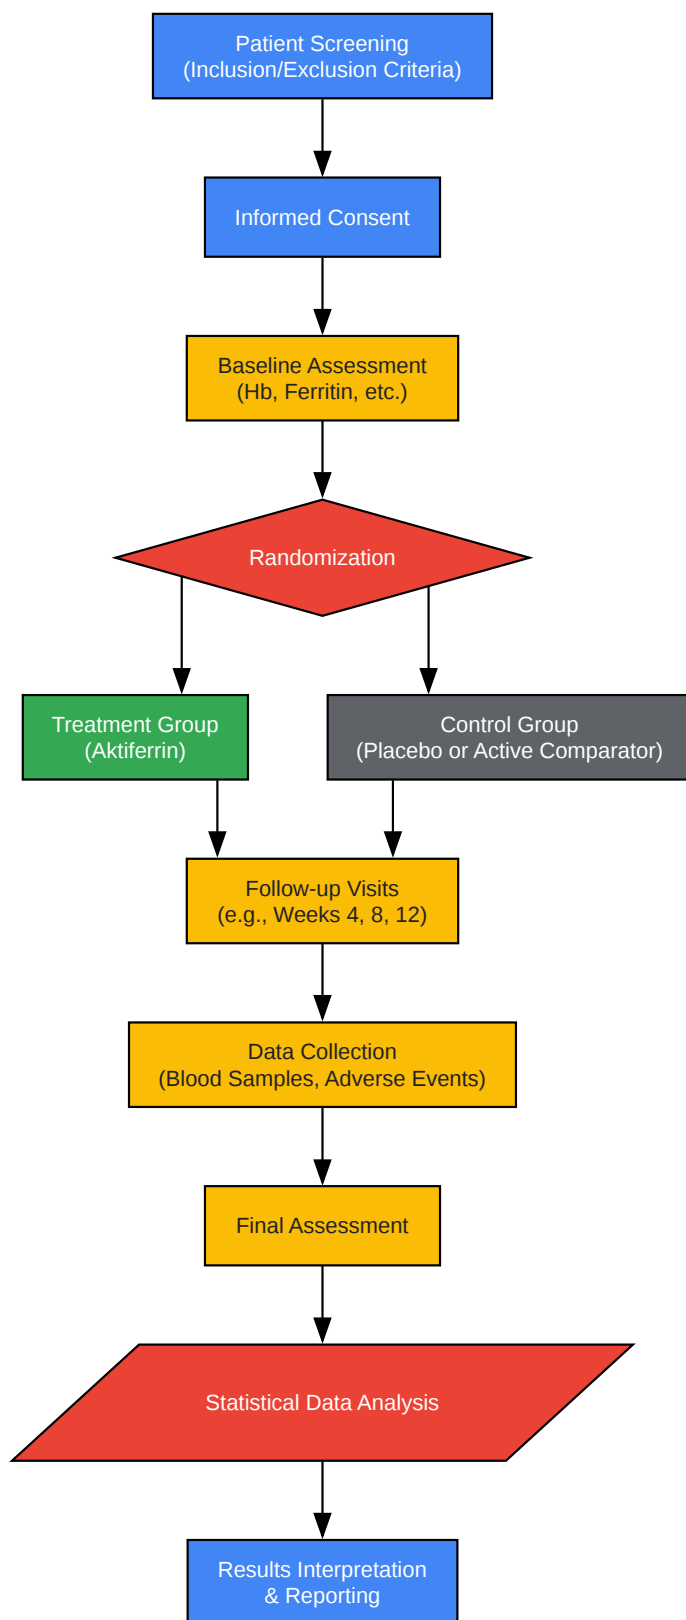 Patient Screening
(Inclusion/Exclusion Criteria)
Informed Consent
Baseline Assessment
(Hb, Ferritin, etc.)
Randomization
Treatment Group
(Aktiferrin)
Control Group
(Placebo or Active Comparator)
Follow-up Visits
(e.g., Weeks 4, 8, 12)
Data Collection
(Blood Samples, Adverse Events)
Final Assessment
Statistical Data Analysis
Results Interpretation
& Reporting